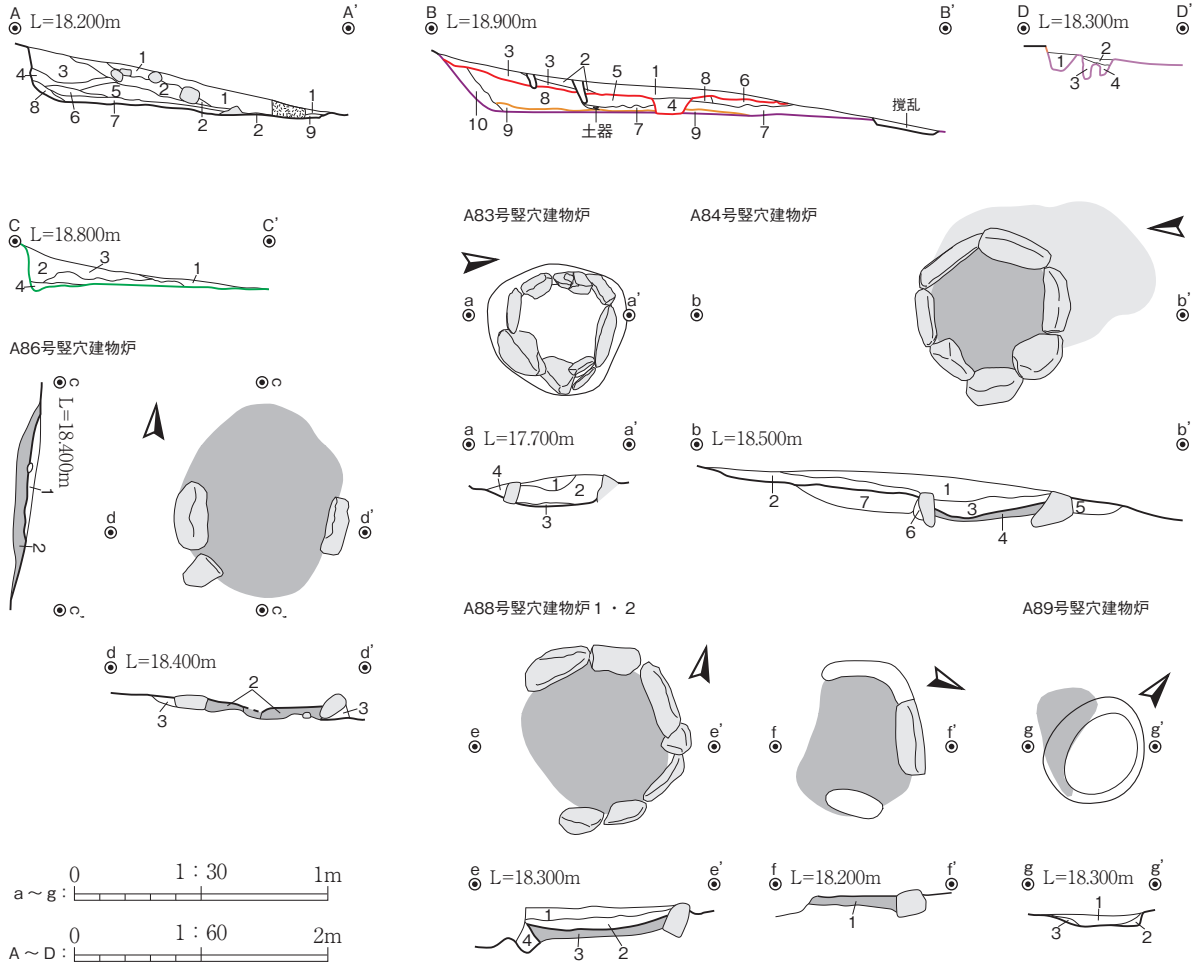 A A'
L=18.200m
1
4 3
5 2
8 6 7 2 2 1 9
B B'
L=18.900m
3 3 2 5 1 8 6
8 4
10 9 土器 7 9 7
撹乱
D D'
L=18.300m
1 2
3 4
C C'
L=18.800m
2 3 1
4
A83号竪穴建物炉
a a'
a a'
L=17.700m
4 1 2
3
A84号竪穴建物炉
b b'
b b'
L=18.500m
1
2 7 6 3 5
4
A86号竪穴建物炉
c c
L=18.400m
1
2
d d'
c' c'
d d'
L=18.400m
2
3 3
A88号竪穴建物炉1・2
e e'
f f'
e e'
L=18.300m
1
4 3 2
f f'
L=18.200m
1
A89号竪穴建物炉
g g'
g g'
L=18.300m
1
3 2
0 1:30 1m
a~g:
0 1:60 2m
A~D: